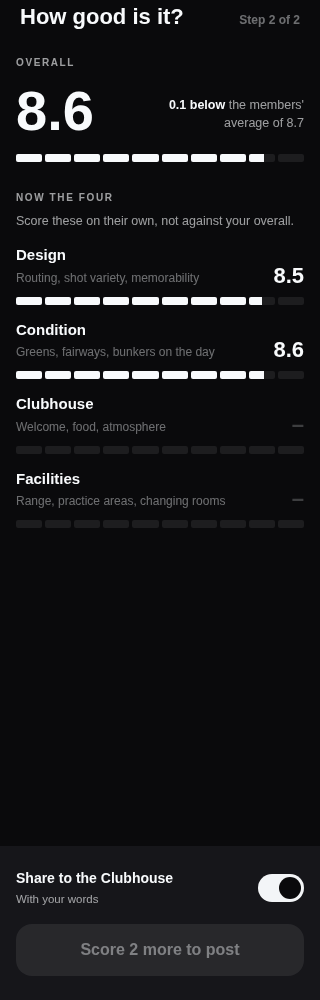 How good is it?
Step 2 of 2
OVERALL
8.6
0.1 below the members'
average of 8.7
NOW THE FOUR
Score these on their own, not against your overall.
Design
Routing, shot variety, memorability
8.5
Condition
Greens, fairways, bunkers on the day
8.6
Clubhouse
Welcome, food, atmosphere
–
Facilities
Range, practice areas, changing rooms
–
Share to the Clubhouse
With your words
Score 2 more to post